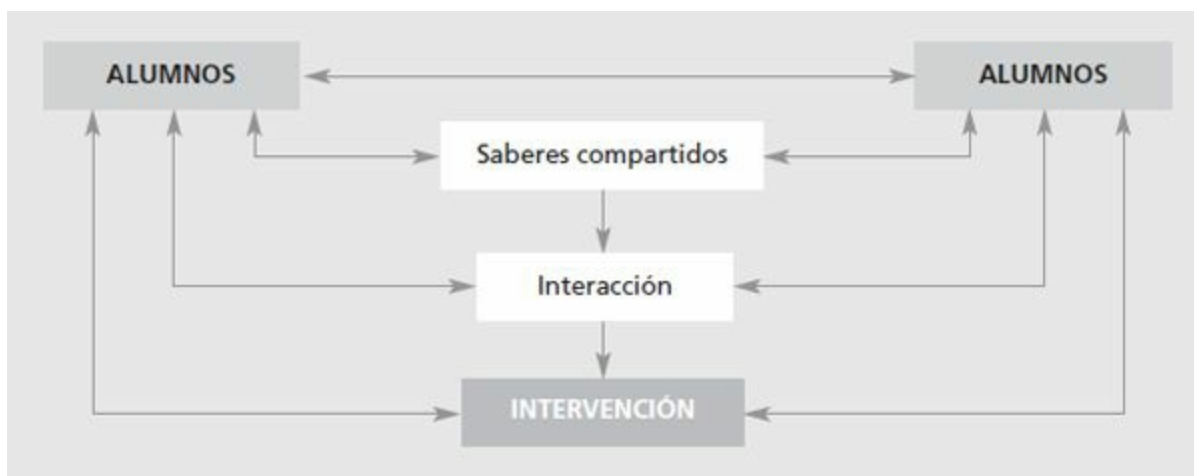 ALUMNOS
ALUMNOS
Saberes compartidos
Interacción
INTERVENCIÓN